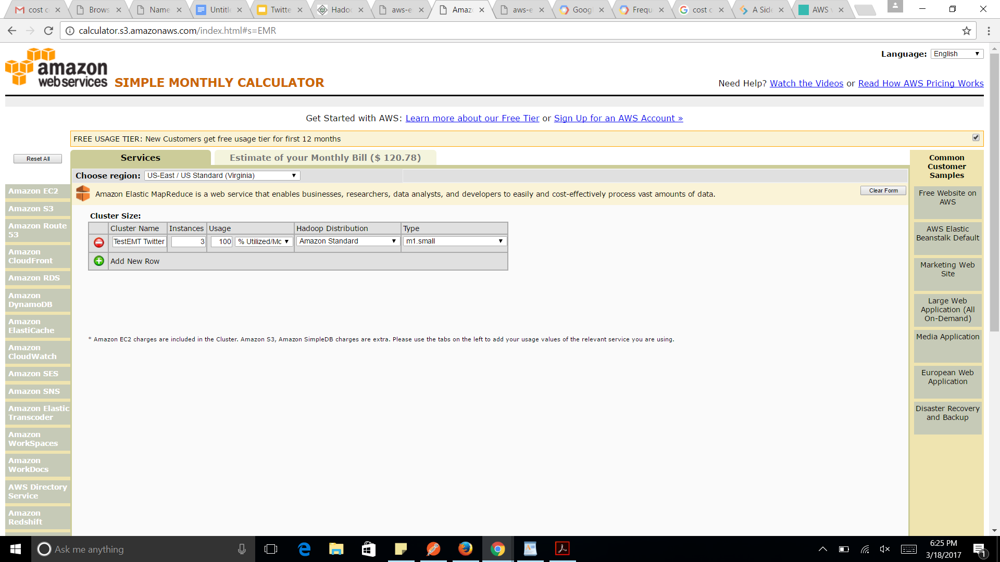 cost c
Brows
Name
Untitle
Twitte
Hadoo
aws-e
Amaz
aws-e
Goog
Frequ
cost c
A Side
AWS
calculator.s3.amazonaws.com/index.html#s=EMR
amazon
web services
SIMPLE MONTHLY CALCULATOR
Language: English
Need Help? Watch the Videos or Read How AWS Pricing Works
Get Started with AWS: Learn more about our Free Tier or Sign Up for an AWS Account »
FREE USAGE TIER: New Customers get free usage tier for first 12 months
Reset All
Services
Estimate of your Monthly Bill ($ 120.78)
Choose region: US-East / US Standard (Virginia)
Amazon Elastic MapReduce is a web service that enables businesses, researchers, data analysts, and developers to easily and cost-effectively process vast amounts of data.
Clear Form
Cluster Size:
Cluster Name Instances Usage Hadoop Distribution Type
TestEMT Twitter 3 100 % Utilized/Mc Amazon Standard m1.small
Add New Row
* Amazon EC2 charges are included in the Cluster. Amazon S3, Amazon SimpleDB charges are extra. Please use the tabs on the left to add your usage values of the relevant service you are using.
Amazon EC2
Amazon S3
Amazon Route
53
Amazon
CloudFront
Amazon RDS
Amazon
DynamoDB
Amazon
ElastiCache
Amazon
CloudWatch
Amazon SES
Amazon SNS
Amazon Elastic
Transcoder
Amazon
WorkSpaces
Amazon
WorkDocs
AWS Directory
Service
Amazon
Redshift
Common
Customer
Samples
Free Website on
AWS
AWS Elastic
Beanstalk Default
Marketing Web
Site
Large Web
Application (All
On-Demand)
Media Application
European Web
Application
Disaster Recovery
and Backup
Ask me anything
6:25 PM
3/18/2017
1